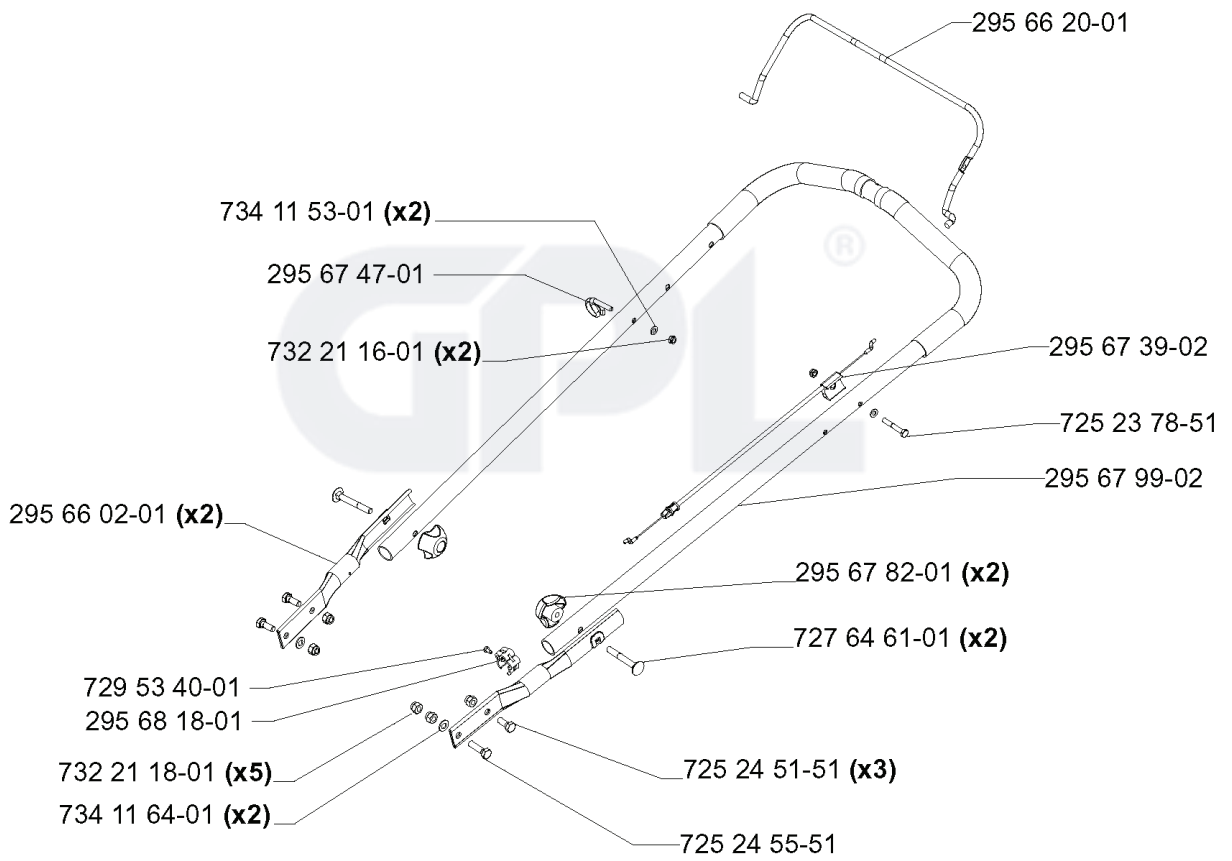 295 66 20-01
734 11 53-01 (x2)
295 67 47-01
732 21 16-01 (x2)
GPL®
295 67 39-02
725 23 78-51
295 67 99-02
295 66 02-01 (x2)
295 67 82-01 (x2)
727 64 61-01 (x2)
729 53 40-01
295 68 18-01
732 21 18-01 (x5)
725 24 51-51 (x3)
734 11 64-01 (x2)
725 24 55-51